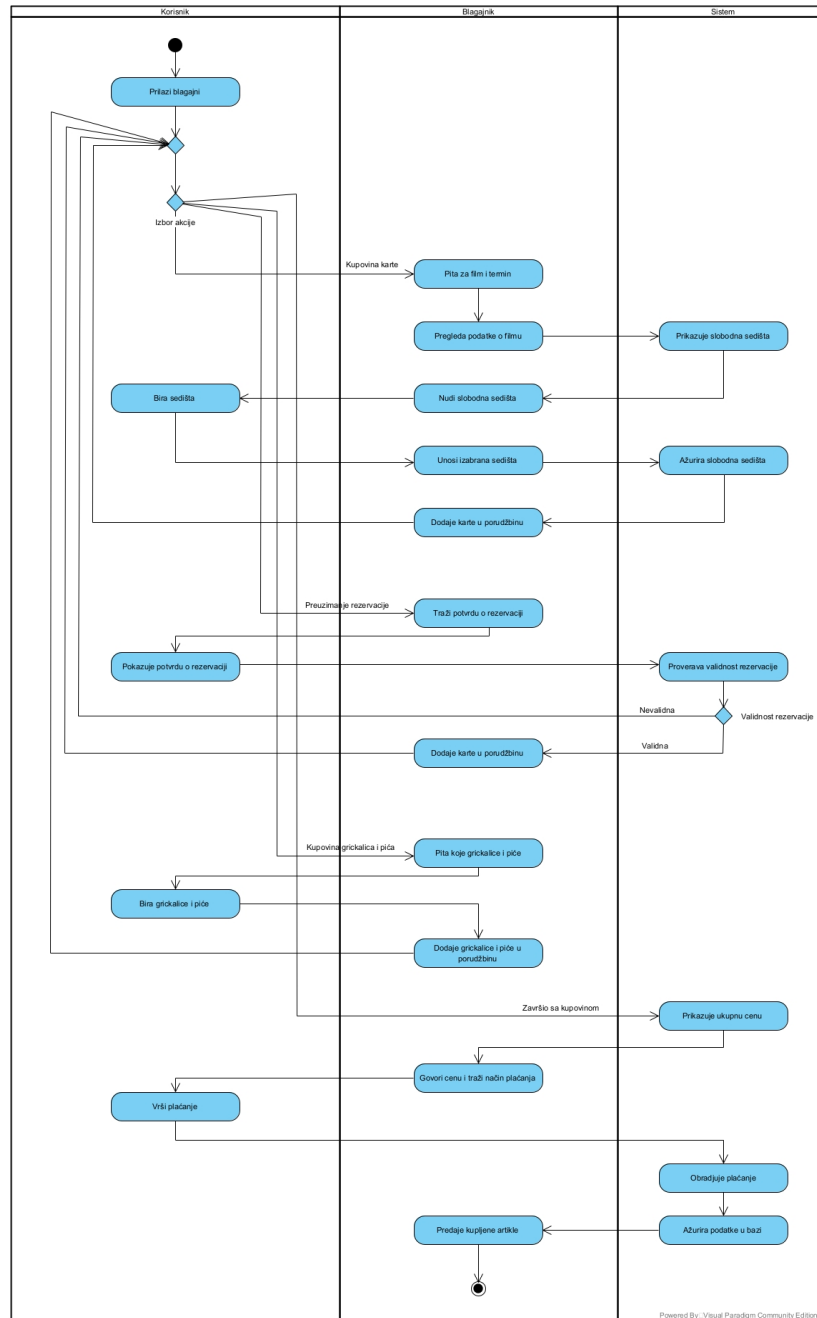 Korisnik
Blagajnik
Sistem
Prilazi blagajni
Izbor akcije
Kupovina karte
Pita za film i termin
Pregleda podatke o filmu
Prikazuje slobodna sedišta
Bira sedišta
Nudi slobodna sedišta
Unosi izabrana sedišta
Ažurira slobodna sedišta
Dodaje karte u porudžbinu
Preuzimanje rezervacije
Traži potvrdu o rezervaciji
Pokazuje potvrdu o rezervaciji
Proverava validnost rezervacije
Nevalidna
Validnost rezervacije
Dodaje karte u porudžbinu
Validna
Kupovina grickalica i pića
Pita koje grickalice i piće
Bira grickalice i piće
Dodaje grickalice i piće u
porudžbinu
Završio sa kupovinom
Prikazuje ukupnu cenu
Govori cenu i traži način plaćanja
Vrši plaćanje
Obradjuje plaćanje
Predaje kupljene artikle
Ažurira podatke u bazi
Powered By: Visual Paradigm Community Edition